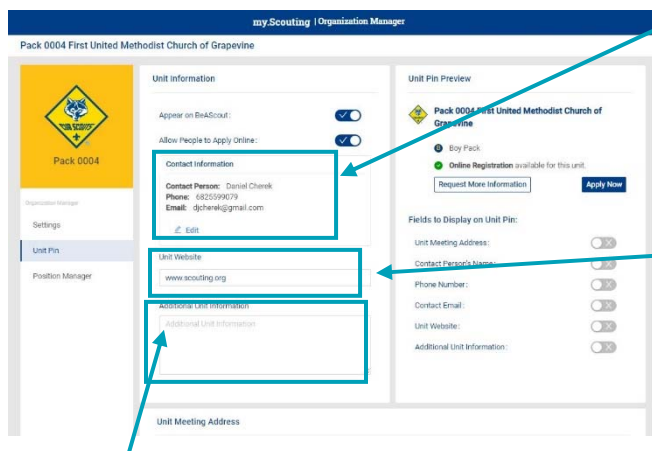 my.Scouting | Organization Manager
Pack 0004 First United Methodist Church of Grapevine
CUB SCOUTS
Pack 0004
Organization Manager
Settings
Unit Pin
Position Manager
Unit Information
Appear on BeAScout:
Allow People to Apply Online:
Contact Information
Contact Person: Daniel Cherek
Phone: 6825599079
Email: djcherek@gmail.com
Edit
Unit Website
www.scouting.org
Additional Unit Information
Additional Unit Information
Unit Meeting Address
Unit Pin Preview
Pack 0004 First United Methodist Church of
Grapevine
Boy Pack
Online Registration available for this unit.
Request More Information
Apply Now
Fields to Display on Unit Pin:
Unit Meeting Address:
Contact Person's Name:
Phone Number:
Contact Email:
Unit Website:
Additional Unit Information: